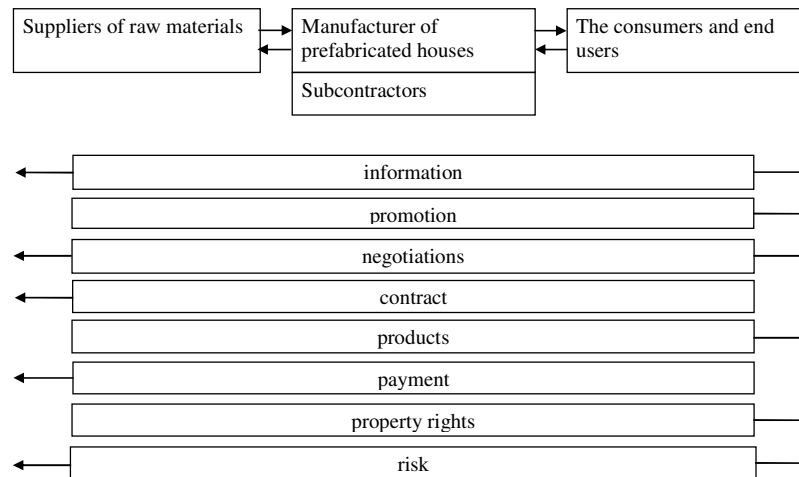 Suppliers of raw materials
Manufacturer of
prefabricated houses
The consumers and end
users
Subcontractors
information
promotion
negotiations
contract
products
payment
property rights
risk